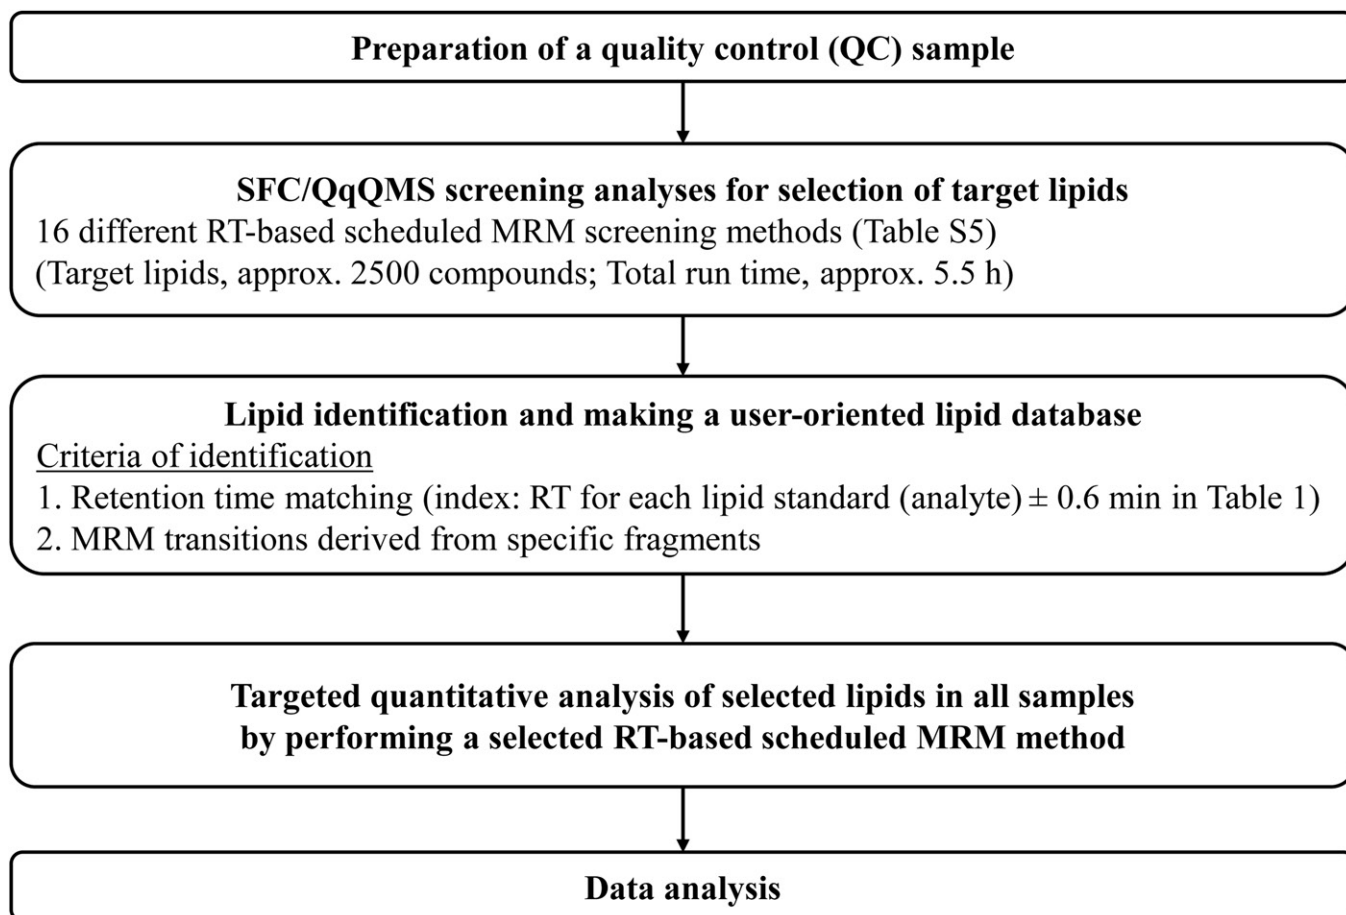 Preparation of a quality control (QC) sample
SFC/QqQMS screening analyses for selection of target lipids
16 different RT-based scheduled MRM screening methods (Table S5)
(Target lipids, approx. 2500 compounds; Total run time, approx. 5.5 h)
Lipid identification and making a user-oriented lipid database
Criteria of identification
1. Retention time matching (index: RT for each lipid standard (analyte) ± 0.6 min in Table 1)
2. MRM transitions derived from specific fragments
Targeted quantitative analysis of selected lipids in all samples
by performing a selected RT-based scheduled MRM method
Data analysis